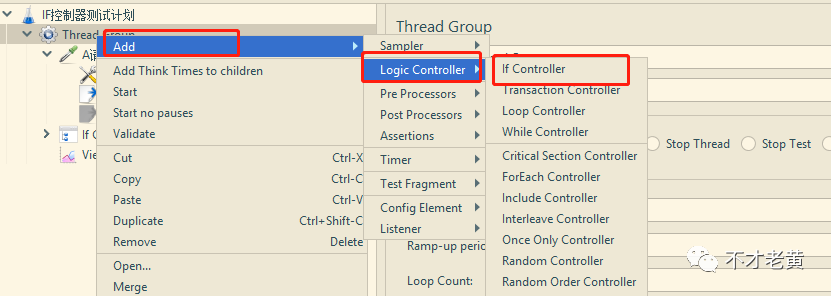 IF控制器测试计划
Thread Group
Thread Group
A请
Add
Sampler
Logic Controller
If Controller
Add Think Times to children
Transaction Controller
Start
Pre Processors
Loop Controller
Start no pauses
Post Processors
While Controller
If C
Validate
Assertions
Stop Thread
Stop Test
Vie
Cut Ctrl-X
Timer
Critical Section Controller
Copy Ctrl-C
Test Fragment
ForEach Controller
Paste Ctrl-V
Config Element
Include Controller
Duplicate Ctrl+Shift-C
Listener
Interleave Controller
Remove Delete
Ramp-up peri
Once Only Controller
Open...
Random Controller
Merge
Loop Count:
Random Order Controller
不才老黄